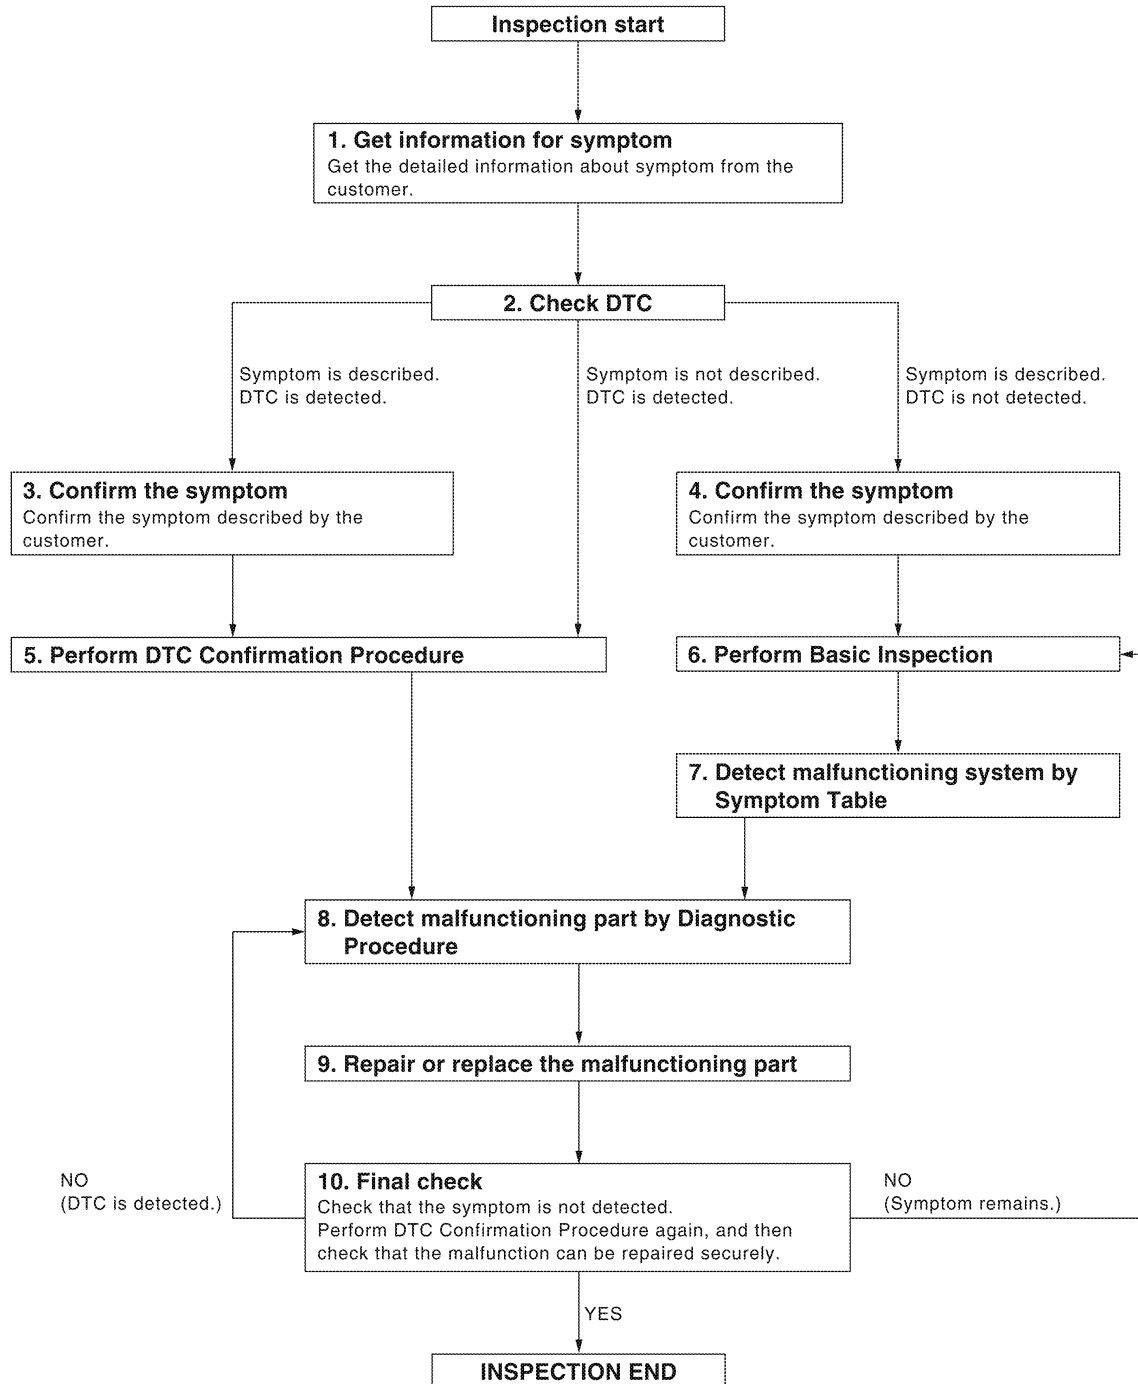 Inspection start
1. Get information for symptom
Get the detailed information about symptom from the
customer.
2. Check DTC
Symptom is described.
DTC is detected.
Symptom is not described.
DTC is detected.
Symptom is described.
DTC is not detected.
3. Confirm the symptom
Confirm the symptom described by the
customer.
4. Confirm the symptom
Confirm the symptom described by the
customer.
5. Perform DTC Confirmation Procedure
6. Perform Basic Inspection
7. Detect malfunctioning system by
Symptom Table
8. Detect malfunctioning part by Diagnostic
Procedure
9. Repair or replace the malfunctioning part
NO
(DTC is detected.)
10. Final check
Check that the symptom is not detected.
Perform DTC Confirmation Procedure again, and then
check that the malfunction can be repaired securely.
NO
(Symptom remains.)
YES
INSPECTION END